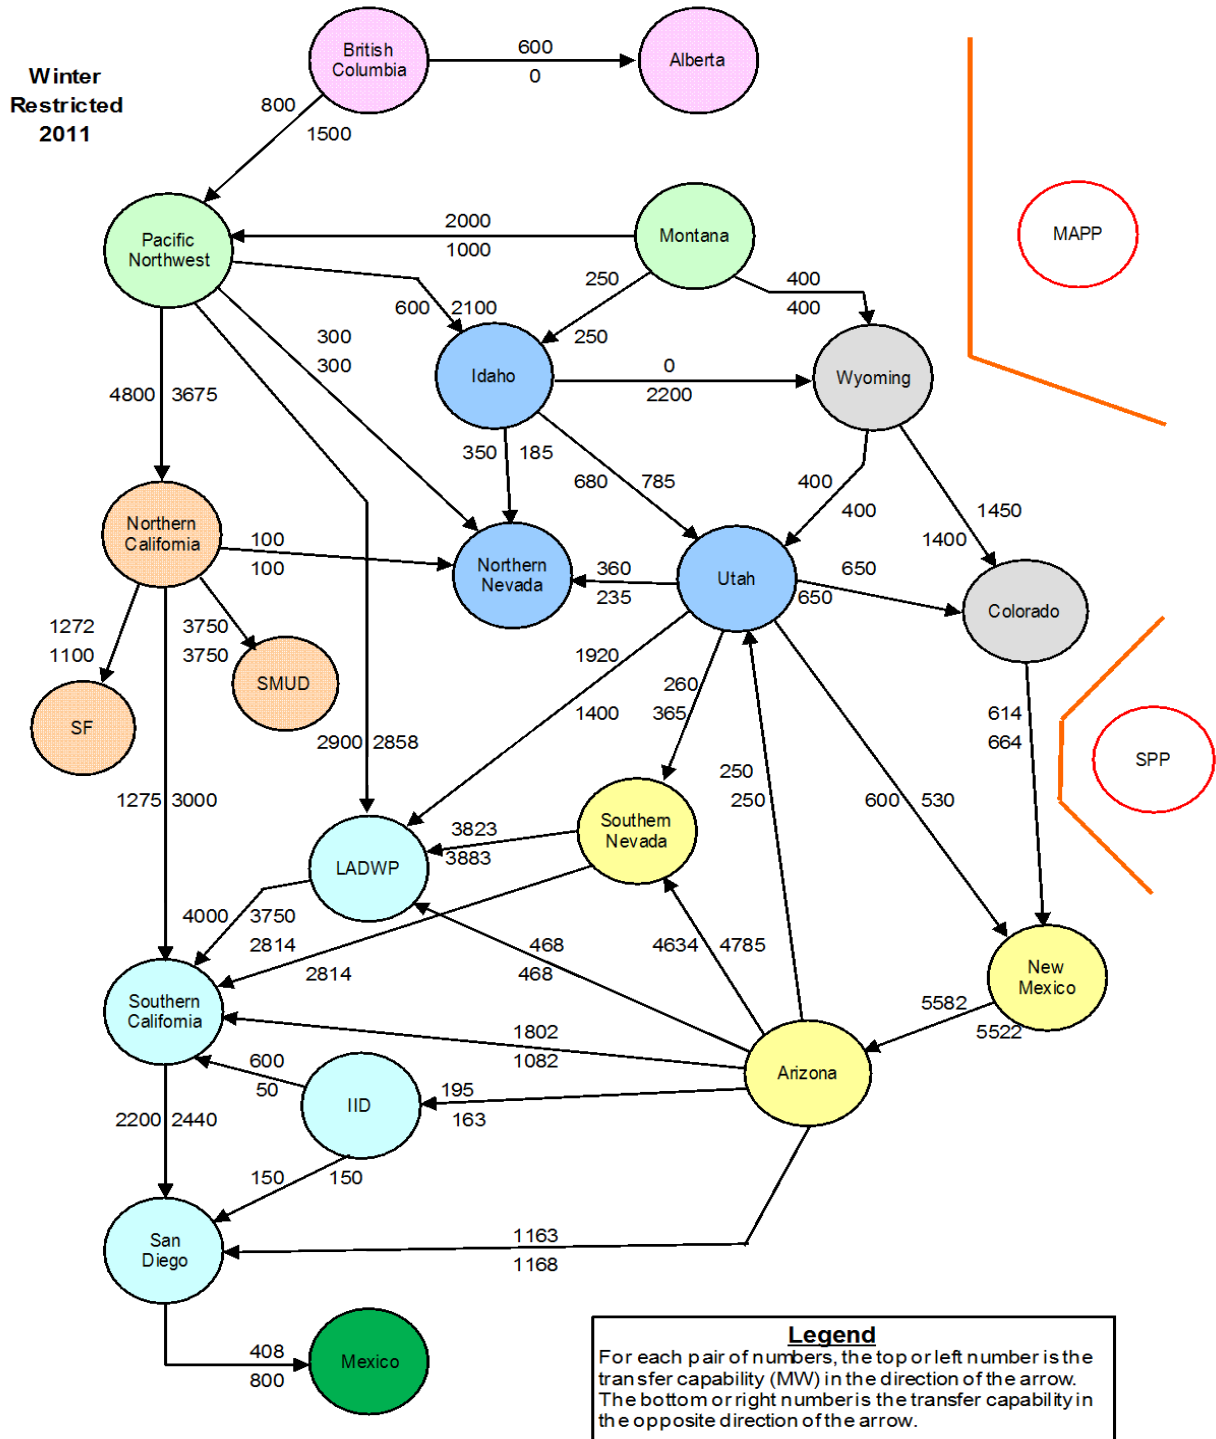 Winter
Restricted
2011
British
Columbia
600
0
Alberta
800
1500
Pacific
Northwest
2000
1000
Montana
MAPP
250
250
400
400
600 2100
300
300
Idaho
0
2200
Wyoming
4800 3675
350 185
680 785
400
400
1450
1400
Northern
California
100
100
Northern
Nevada
360
235
Utah
650
650
Colorado
1272
1100
3750
3750
SF
SMUD
1920
1400
260
365
614
664
SPP
2900 2858
250
250
600 530
1275 3000
Southern
Nevada
3823
3883
LADWP
4000 3750
2814
2814
468
468
4634 4785
New
Mexico
Southern
California
5582
5522
1802
1082
Arizona
600
50
IID
195
163
2200 2440
150 150
San
Diego
1163
1168
408
800
Mexico
Legend
For each pair of numbers, the top or left number is the
transfer capability (MW) in the direction of the arrow.
The bottom or right number is the transfer capability in
the opposite direction of the arrow.